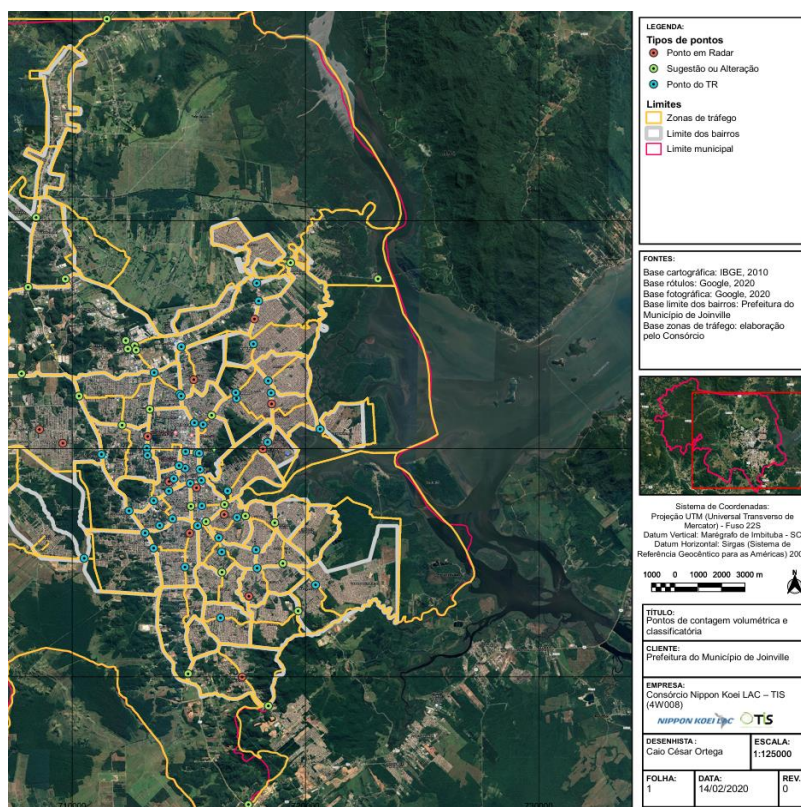 LEGENDA:
Tipos de pontos
Ponto em Radar
Sugestão ou Alteração
Ponto do TR
Limites
Zonas de tráfego
Limite dos bairros
Limite municipal
FONTES:
Base cartográfica: IBGE, 2010
Base rótulos: Google, 2020
Base fotográfica: Google, 2020
Base limite dos bairros: Prefeitura do
Município de Joinville
Base zonas de tráfego: elaboração
pelo Consórcio
Sistema de Coordenadas:
Projeção UTM (Universal Transverso de
Mercator) - Fuso 22S
Datum Vertical: Marégrafo de Imbituba - SC
Datum Horizontal: Sirgas (Sistema de
Referência Geocêntrico para as Américas) 200
1000 0 1000 2000 3000 m
N
TÍTULO:
Pontos de contagem volumétrica e
classificatória
CLIENTE:
Prefeitura do Município de Joinville
EMPRESA:
Consórcio Nippon Koei LAC – TIS
(4W008)
NIPPON KOEI LAC TIS
DESENHISTA:
Caio César Ortega
ESCALA:
1:125000
FOLHA:
1
DATA:
14/02/2020
REV.
0
710000